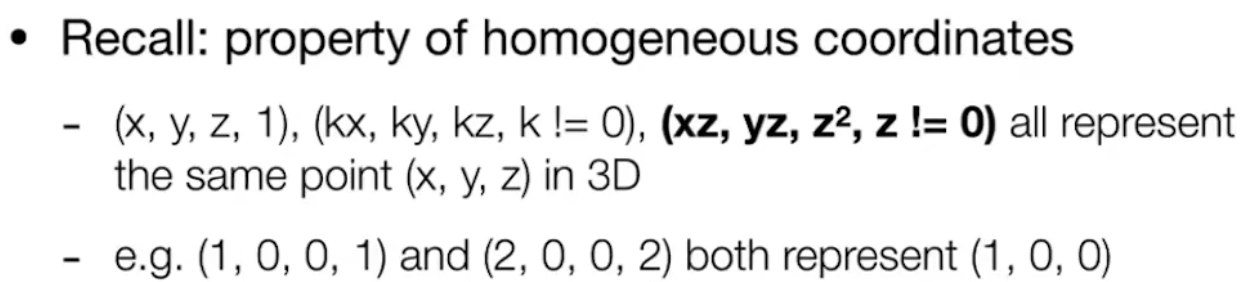 • Recall: property of homogeneous coordinates
- (x, y, z, 1), (kx, ky, kz, k != 0), (xz, yz, z², z != 0) all represent
the same point (x, y, z) in 3D
- e.g. (1, 0, 0, 1) and (2, 0, 0, 2) both represent (1, 0, 0)